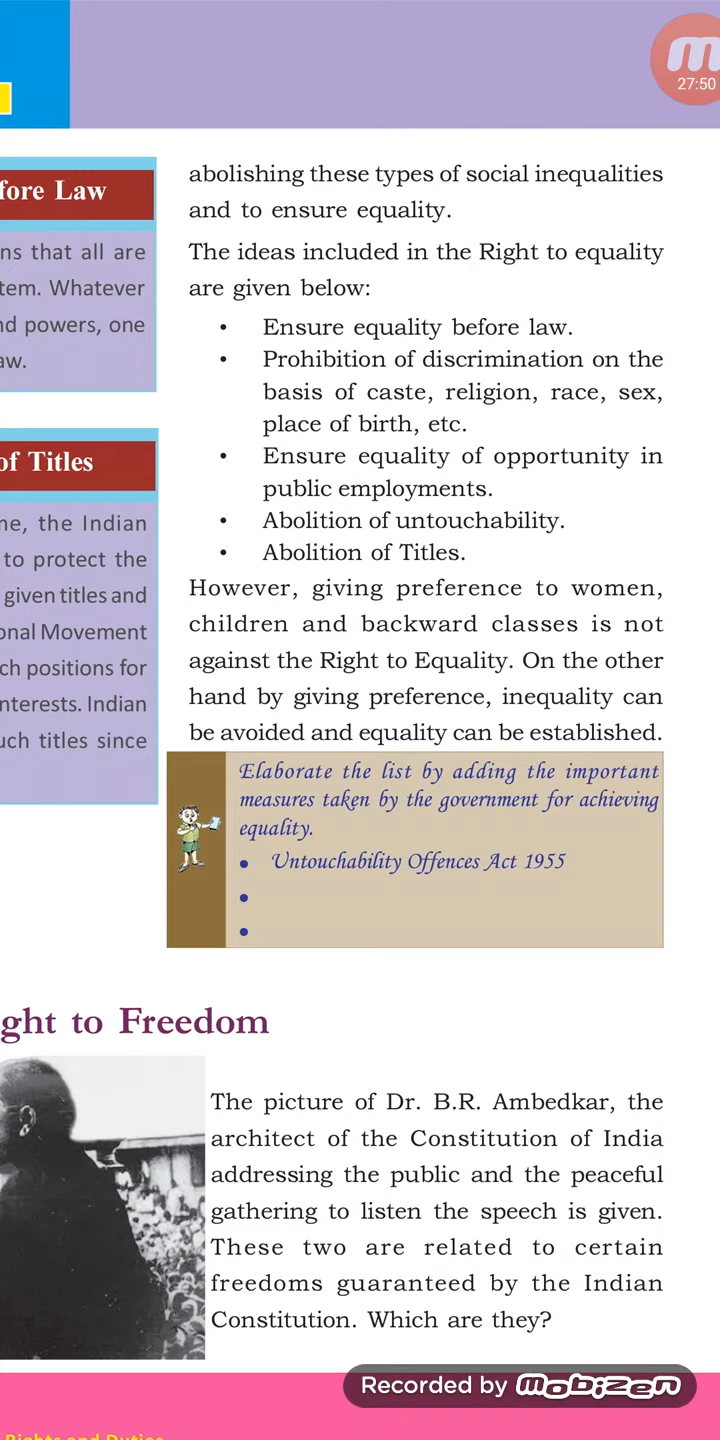 27:50
fore Law
ns that all are
tem. Whatever
nd powers, one
aw.
of Titles
me, the Indian
to protect the
given titles and
onal Movement
ch positions for
nterests. Indian
uch titles since
abolishing these types of social inequalities
and to ensure equality.
The ideas included in the Right to equality
are given below:
• Ensure equality before law.
• Prohibition of discrimination on the
basis of caste, religion, race, sex,
place of birth, etc.
• Ensure equality of opportunity in
public employments.
• Abolition of untouchability.
• Abolition of Titles.
However, giving preference to women,
children and backward classes is not
against the Right to Equality. On the other
hand by giving preference, inequality can
be avoided and equality can be established.
Elaborate the list by adding the important
measures taken by the government for achieving
equality.
• Untouchability Offences Act 1955
•
•
ght to Freedom
The picture of Dr. B.R. Ambedkar, the
architect of the Constitution of India
addressing the public and the peaceful
gathering to listen the speech is given.
These two are related to certain
freedoms guaranteed by the Indian
Constitution. Which are they?
Recorded by mobizen
Rights and Duties